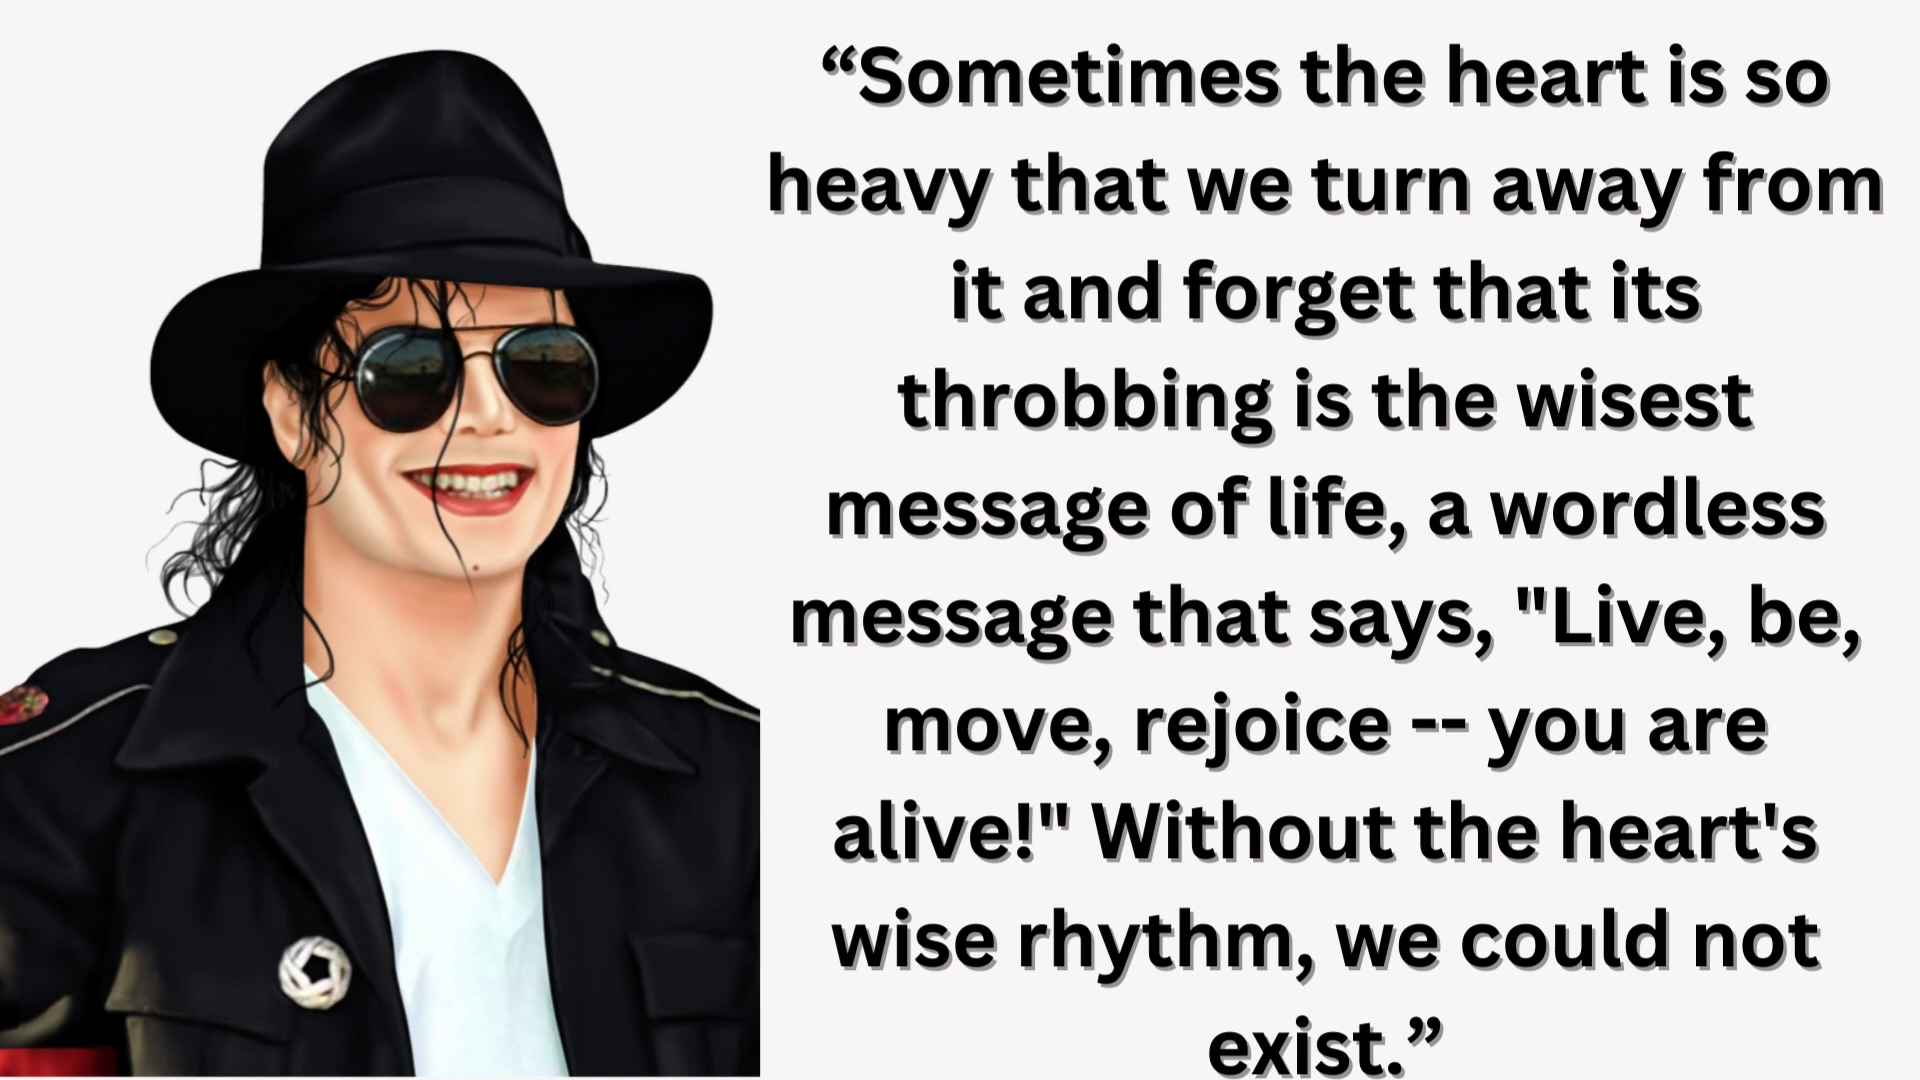 “Sometimes the heart is so
heavy that we turn away from
it and forget that its
throbbing is the wisest
message of life, a wordless
message that says, "Live, be,
move, rejoice -- you are
alive!" Without the heart's
wise rhythm, we could not
exist.”